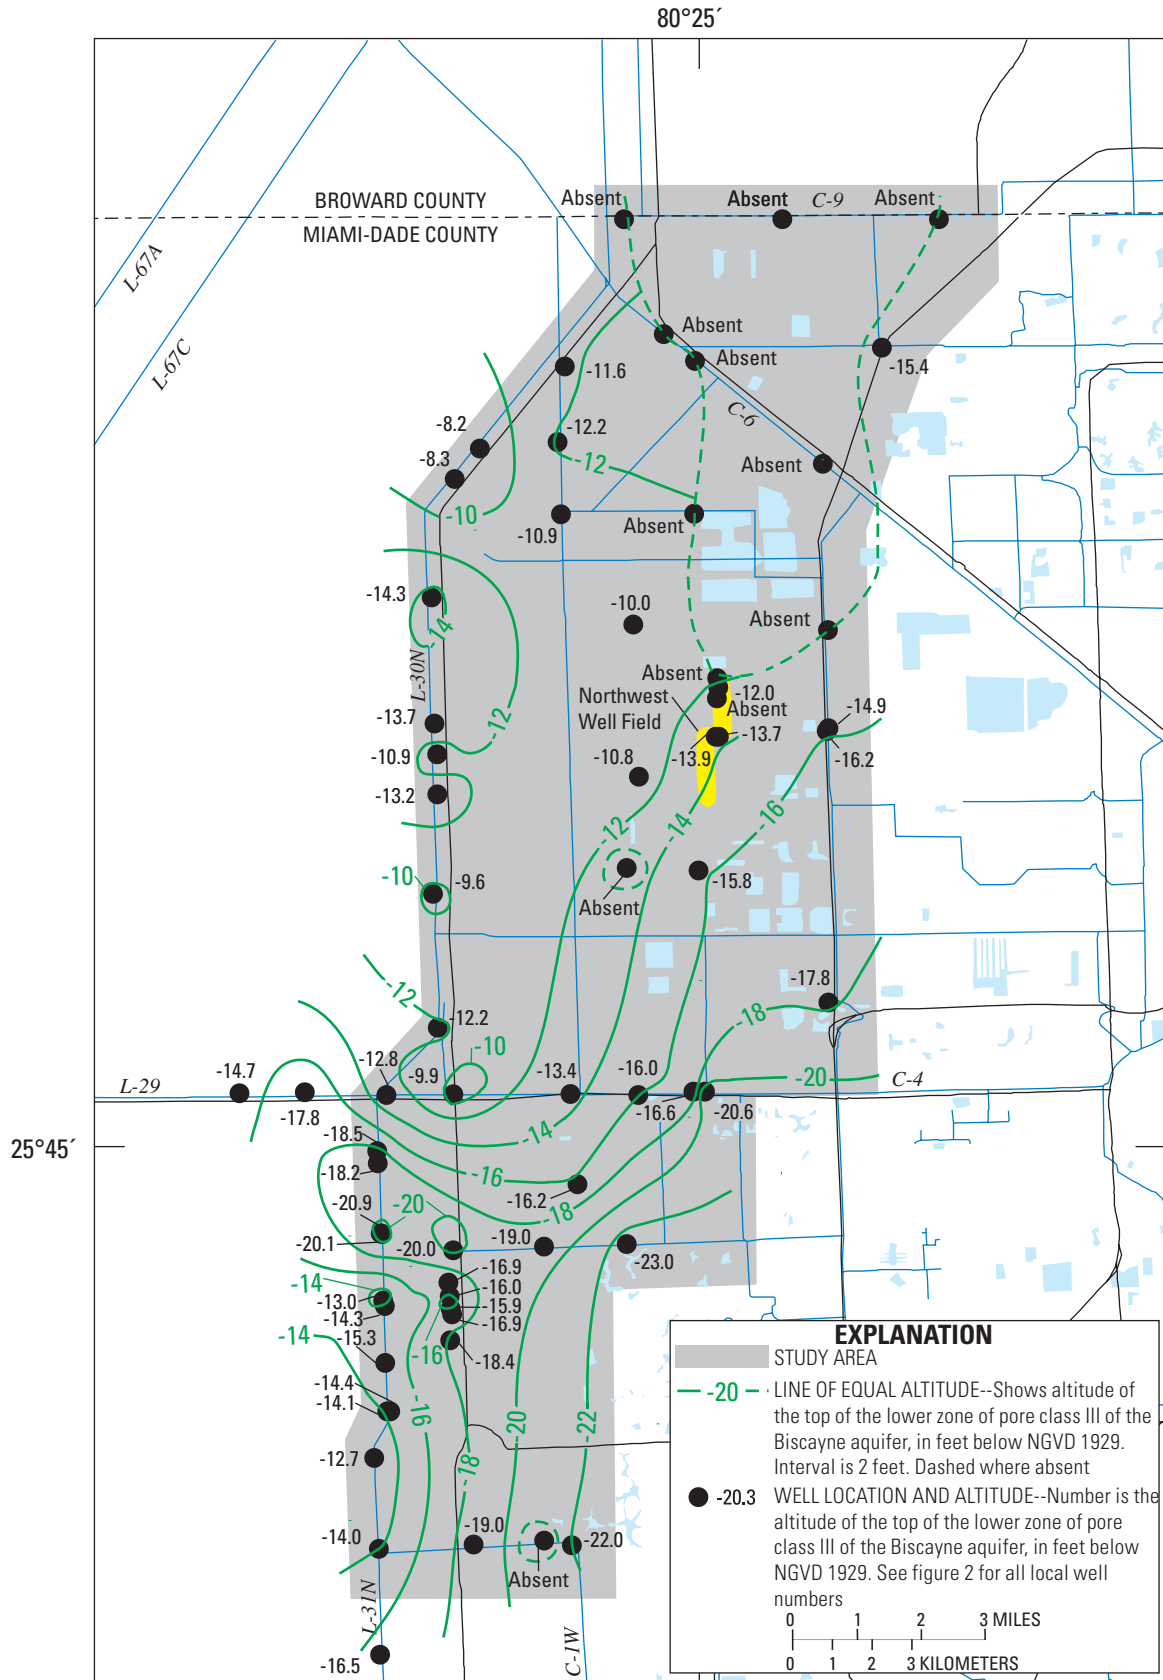 80°25´
BROWARD COUNTY
MIAMI-DADE COUNTY
Absent
Absent
C-9
Absent
L-67A
L-67C
Absent
Absent
-11.6
-15.4
C-6
-8.2
-12.2
-8.3
-12
Absent
-10
-10.9
Absent
-14.3
-10.0
Absent
-14
L-30N
Absent
-12.0
Northwest
Well Field
Absent
-12
-13.7
-14.9
-13.7
-10.9
-10.8
-13.9
-16.2
-13.2
-12
-14
-16
-10
-9.6
-15.8
Absent
-12
-17.8
-12.2
-18
-10
-14.7
-12.8
-9.9
-13.4
-16.0
-20
L-29
C-4
-17.8
-16.6
-20.6
-14
25°45´
-18.5
-18.2
-16
-16.2
-20.9
-20
-18
-20.1
-20.0
-19.0
-23.0
-16.9
-14
-16.0
-13.0
-15.9
-14.3
-16.9
-14
-15.3
-16
-18.4
-14.4
-14.1
-16
-20
-22
-12.7
-18
-14.0
-19.0
-22.0
Absent
L-31N
C-1W
-16.5
EXPLANATION
STUDY AREA
-20 LINE OF EQUAL ALTITUDE--Shows altitude of
the top of the lower zone of pore class III of the
Biscayne aquifer, in feet below NGVD 1929.
Interval is 2 feet. Dashed where absent
-20.3 WELL LOCATION AND ALTITUDE--Number is the
altitude of the top of the lower zone of pore
class III of the Biscayne aquifer, in feet below
NGVD 1929. See figure 2 for all local well
numbers
0 1 2 3 MILES
0 1 2 3 KILOMETERS